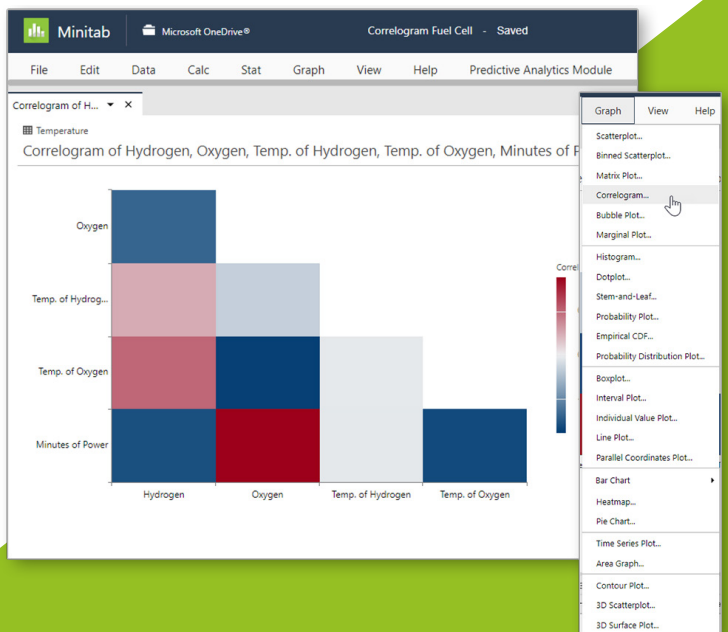 Minitab
Microsoft OneDrive®
Correlogram Fuel Cell - Saved
File Edit Data Calc Stat Graph View Help Predictive Analytics Module
Correlogram of H...
Temperature
Correlogram of Hydrogen, Oxygen, Temp. of Hydrogen, Temp. of Oxygen, Minutes of
Oxygen
Temp. of Hydrog...
Temp. of Oxygen
Minutes of Power
Hydrogen Oxygen Temp. of Hydrogen Temp. of Oxygen
Correl
Graph View Help
Scatterplot...
Binned Scatterplot...
Matrix Plot...
Correlogram...
Bubble Plot...
Marginal Plot...
Histogram...
Dotplot...
Stem-and-Leaf...
Probability Plot...
Empirical CDF...
Probability Distribution Plot...
Boxplot...
Interval Plot...
Individual Value Plot...
Line Plot...
Parallel Coordinates Plot...
Bar Chart
Heatmap...
Pie Chart...
Time Series Plot...
Area Graph...
Contour Plot...
3D Scatterplot...
3D Surface Plot...